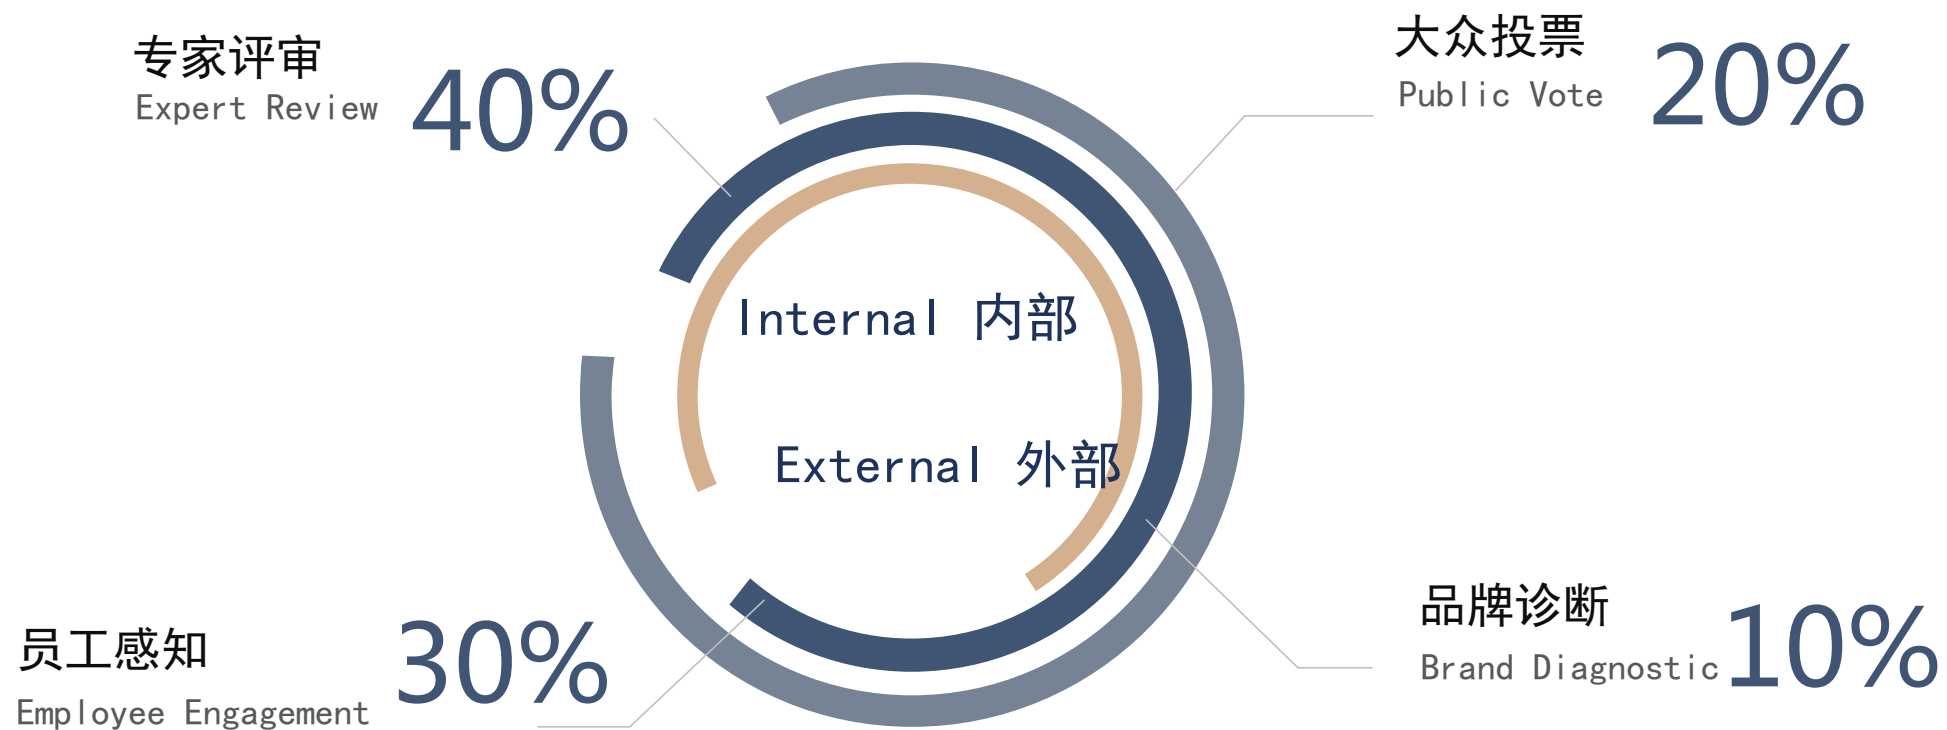 专家评审
Expert Review
40%
大众投票
Public Vote
20%
Internal 内部
External 外部
员工感知
Employee Engagement
30%
品牌诊断
Brand Diagnostic
10%